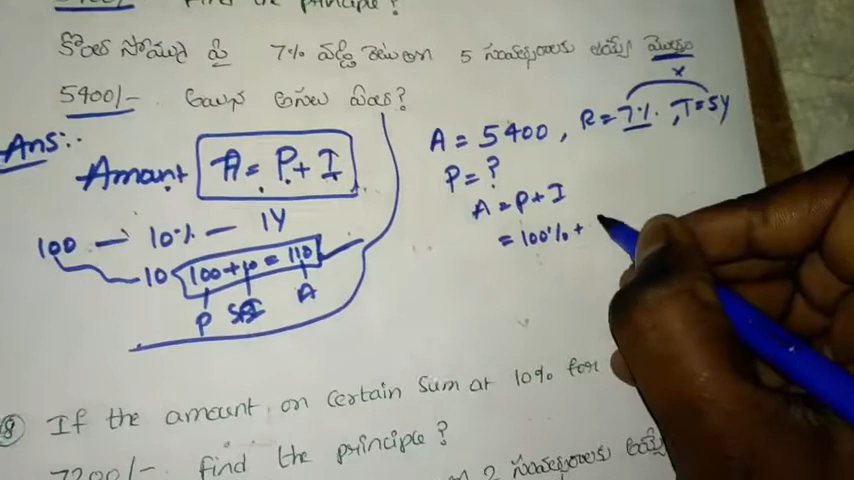 find the principle?
7% వడ్డీ రేటున 5 సంవత్సరాలకు అయ్యే మొత్తం
5400/- అయిన అసలు ఎంత?
Ans:-
Amount A = P + I
100 — 10% — 1Y
10 100+10 = 110
P SI A
A = 5400, R = 7%, T = 5Y
x
P = ?
A = P + I
= 100% +
8 If the amount on certain sum at 10% for
7200/- find the principle?
2 సంవత్సరాలకు అయ్యే